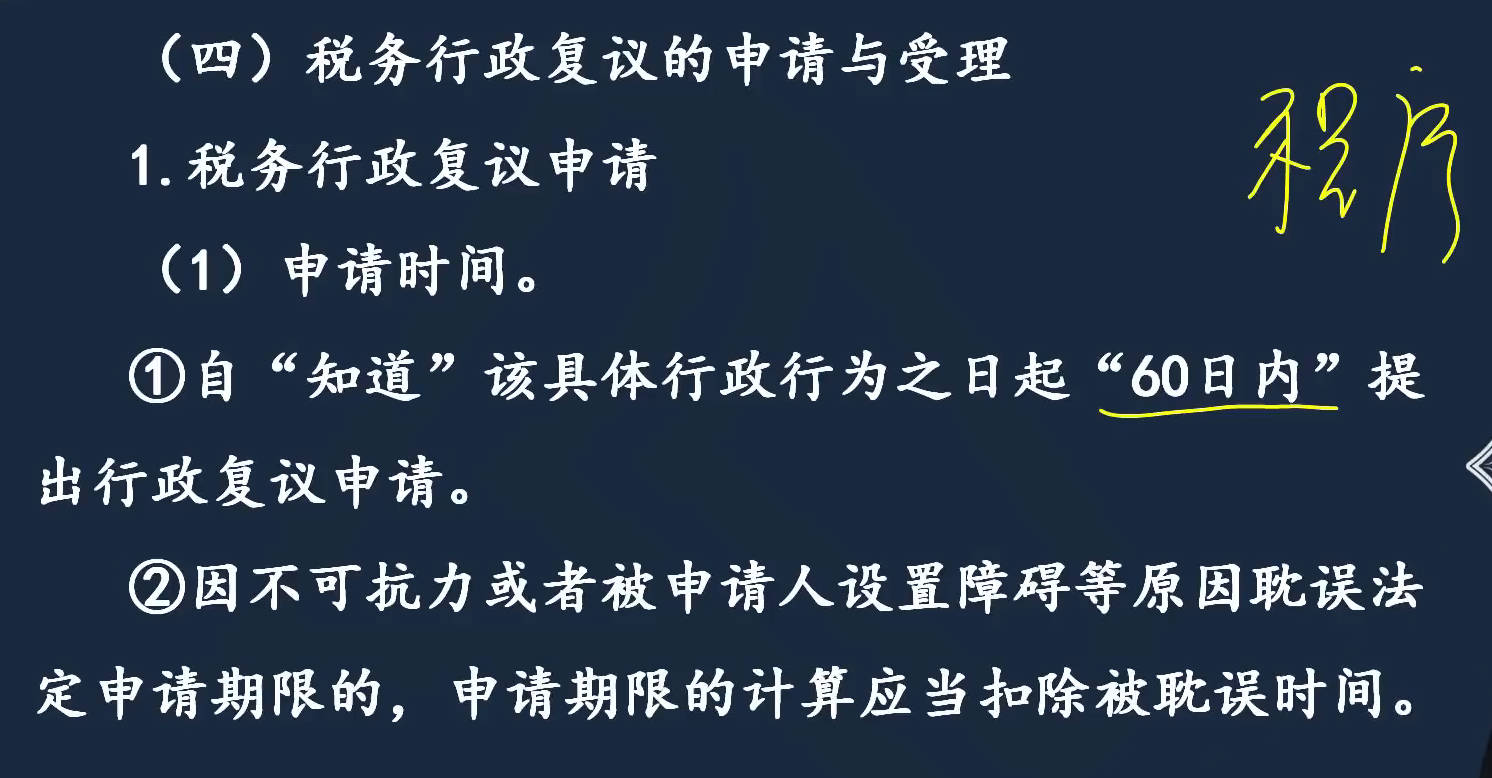 （四）税务行政复议的申请与受理
程序
1.税务行政复议申请
（1）申请时间。
①自“知道”该具体行政行为之日起“60日内”提
出行政复议申请。
②因不可抗力或者被申请人设置障碍等原因耽误法
定申请期限的，申请期限的计算应当扣除被耽误时间。